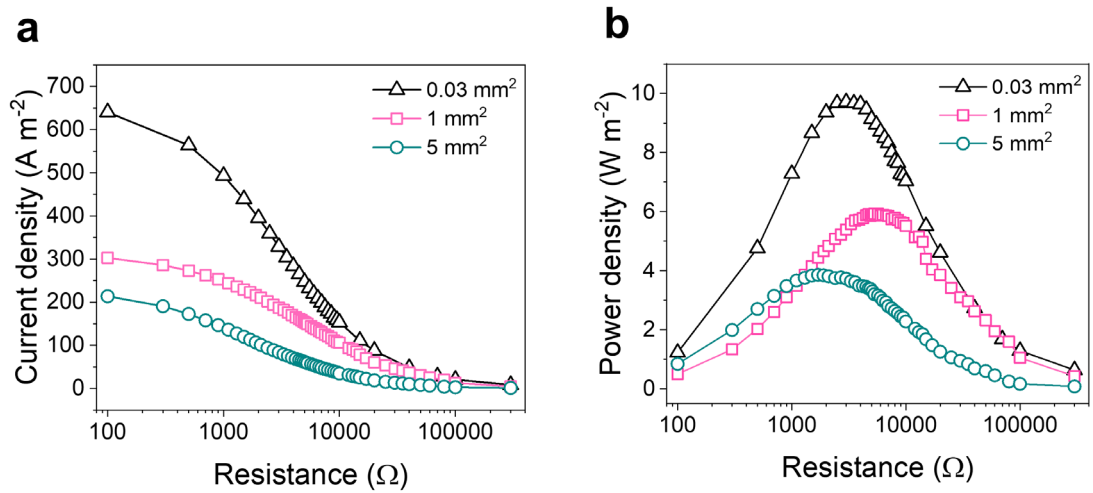 a
Current density (A m⁻²)
700
600
500
400
300
200
100
0
100
1000
10000
100000
Resistance (Ω)
0.03 mm²
1 mm²
5 mm²
b
Power density (W m⁻²)
10
8
6
4
2
0
100
1000
10000
100000
Resistance (Ω)
0.03 mm²
1 mm²
5 mm²